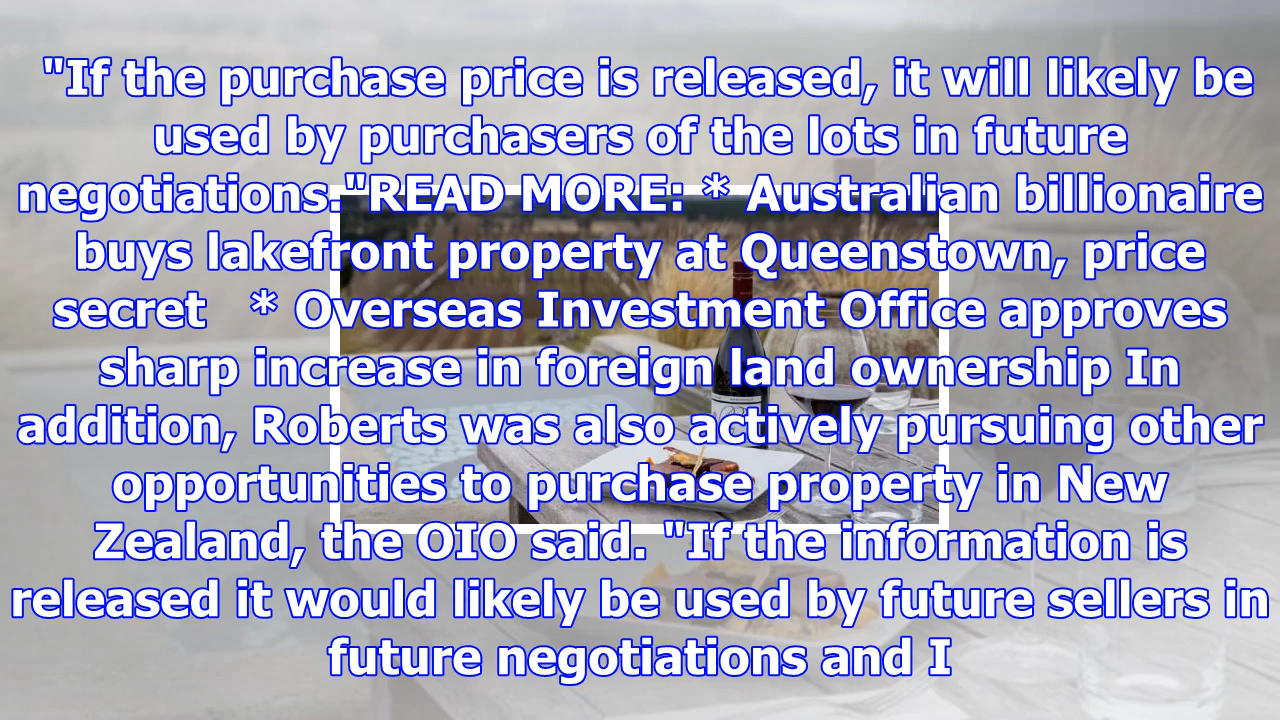 "If the purchase price is released, it will likely be
used by purchasers of the lots in future
negotiations."READ MORE: * Australian billionaire
buys lakefront property at Queenstown, price
secret * Overseas Investment Office approves
sharp increase in foreign land ownership In
addition, Roberts was also actively pursuing other
opportunities to purchase property in New
Zealand, the OIO said. "If the information is
released it would likely be used by future sellers in
future negotiations and I